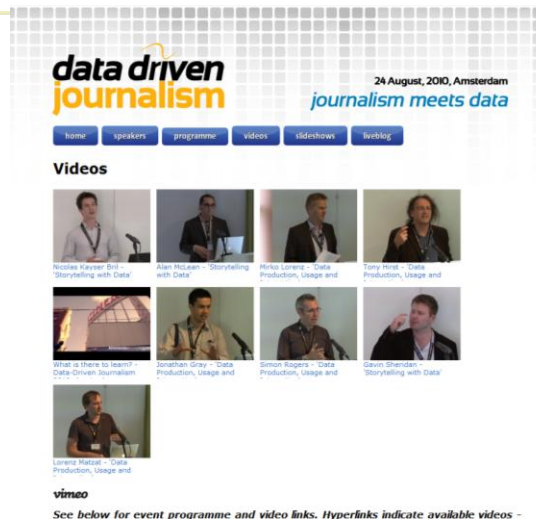 data driven
journalism
24 August, 2010, Amsterdam
journalism meets data
home speakers programme videos slideshows liveblog
Videos
Nicolas Kayser Bril -
'Storytelling with Data'
Alan McLean - 'Storytelling
with Data'
Mirko Lorenz - 'Data
Production, Usage and
Tony Hirst - 'Data
Production, Usage and
What is there to learn? -
Data-Driven Journalism
Jonathan Gray - 'Data
Production, Usage and
Simon Rogers - 'Data
Production, Usage and
Gavin Sheridan -
'Storytelling with Data'
Lorenz Matzat - 'Data
Production, Usage and
vimeo
See below for event programme and video links. Hyperlinks indicate available videos -